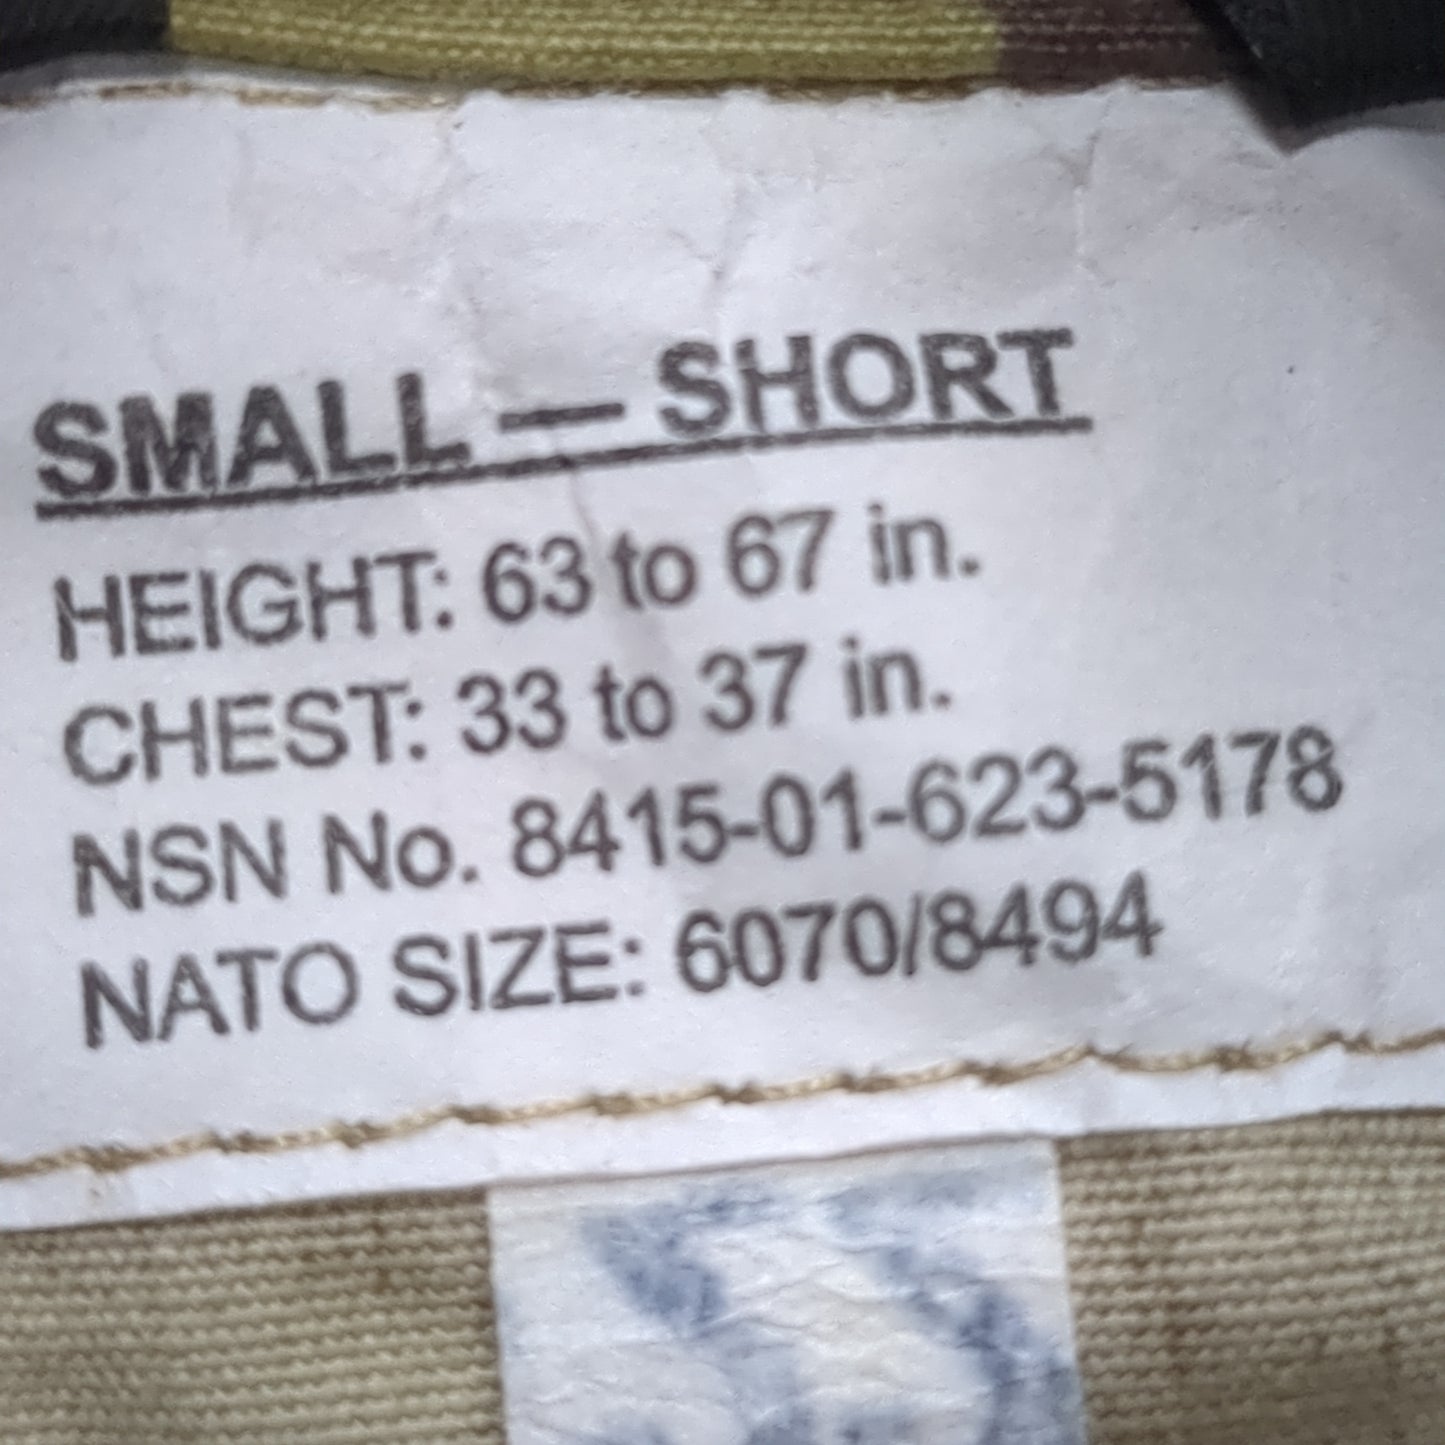 SMALL — SHORT
HEIGHT: 63 to 67 in.
CHEST: 33 to 37 in.
NSN No. 8415-01-623-5178
NATO SIZE: 6070/8494